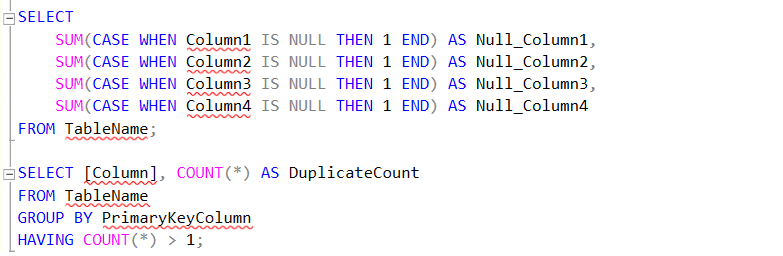 SELECT
SUM(CASE WHEN Column1 IS NULL THEN 1 END) AS Null_Column1,
SUM(CASE WHEN Column2 IS NULL THEN 1 END) AS Null_Column2,
SUM(CASE WHEN Column3 IS NULL THEN 1 END) AS Null_Column3,
SUM(CASE WHEN Column4 IS NULL THEN 1 END) AS Null_Column4
FROM TableName;
SELECT [Column], COUNT(*) AS DuplicateCount
FROM TableName
GROUP BY PrimaryKeyColumn
HAVING COUNT(*) > 1;